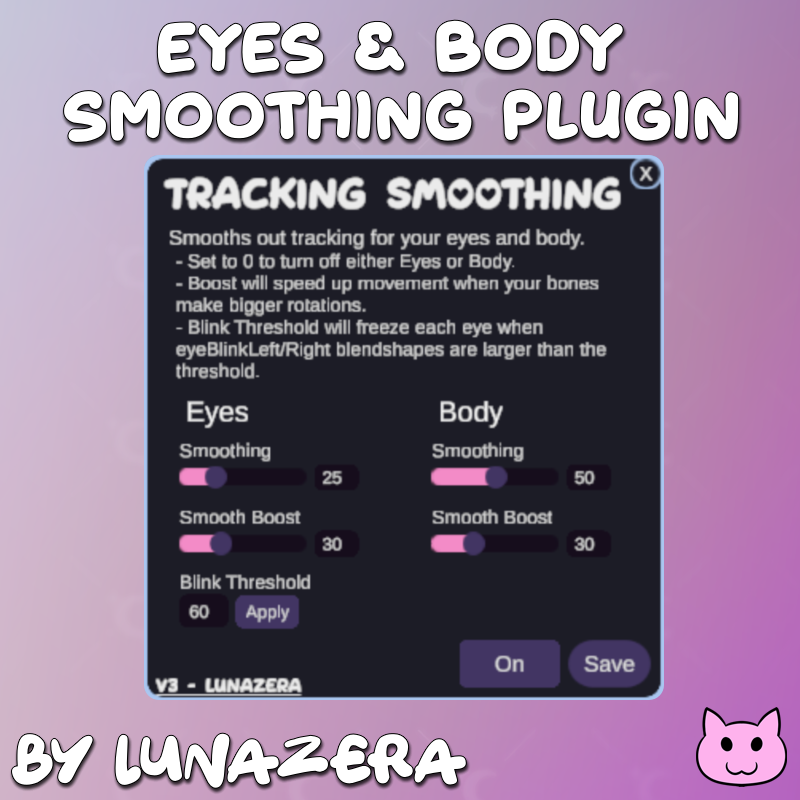 EYES & BODY
SMOOTHING PLUGIN
TRACKING SMOOTHING
X
Smooths out tracking for your eyes and body.
- Set to 0 to turn off either Eyes or Body.
- Boost will speed up movement when your bones
make bigger rotations.
- Blink Threshold will freeze each eye when
eyeBlinkLeft/Right blendshapes are larger than the
threshold.
Eyes
Body
Smoothing
Smoothing
25
50
Smooth Boost
Smooth Boost
30
30
Blink Threshold
60
Apply
On
Save
V3 - LUNAZERA
BY LUNAZERA